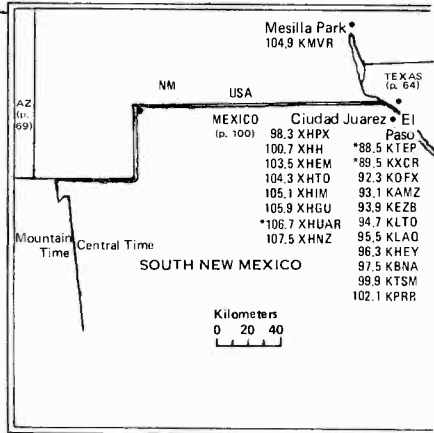 Mesilla Park
104.9 KMVR
TEXAS
(p. 64)
NM
USA
AZ
(p.
69)
MEXICO
(p. 100)
Ciudad Juarez
El
Paso
98.3 XHPX
100.7 XHH
103.5 XHEM
104.3 XHTO
105.1 XHIM
105.9 XHGU
*106.7 XHUAR
107.5 XHNZ
*88.5 KTEP
*89.5 KXCR
92.3 KOFX
93.1 KAMZ
93.9 KEZB
94.7 KLTO
95.5 KLAQ
96.3 KHEY
97.5 KBNA
99.9 KTSM
102.1 KPRR
Mountain
Time
Central Time
SOUTH NEW MEXICO
Kilometers
0 20 40